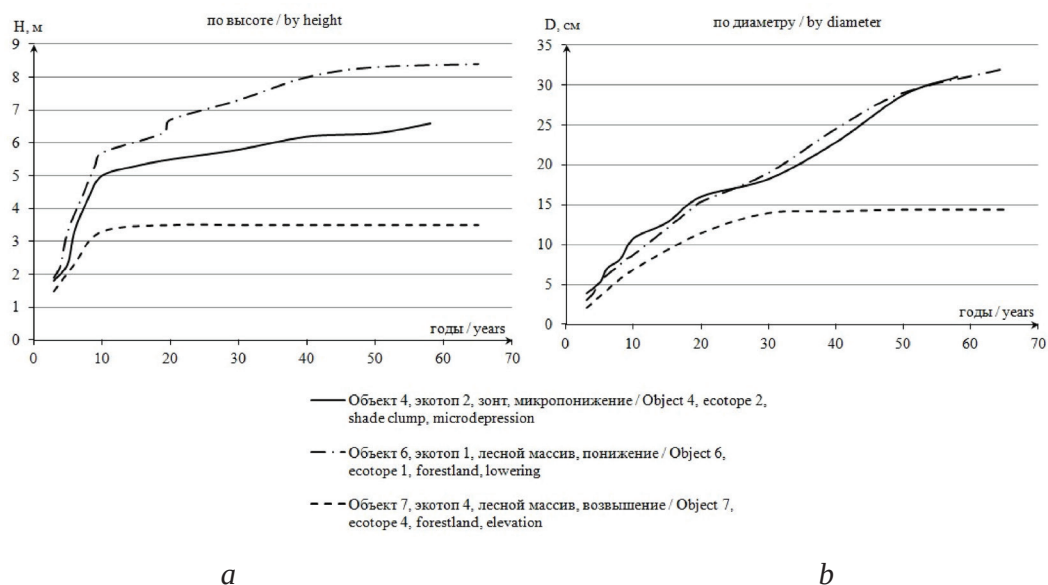 по высоте / by height
H, м
9
8
7
6
5
4
3
2
1
0
годы / years
0 10 20 30 40 50 60 70
по диаметру / by diameter
D, см
35
30
25
20
15
10
5
0
годы / years
0 10 20 30 40 50 60 70
Объект 4, экотоп 2, зонт, микропонижение / Object 4, ecotope 2,
shade clump, microdepression
Объект 6, экотоп 1, лесной массив, понижение / Object 6,
ecotope 1, forestland, lowering
Объект 7, экотоп 4, лесной массив, возвышение / Object 7,
ecotope 4, forestland, elevation
a b